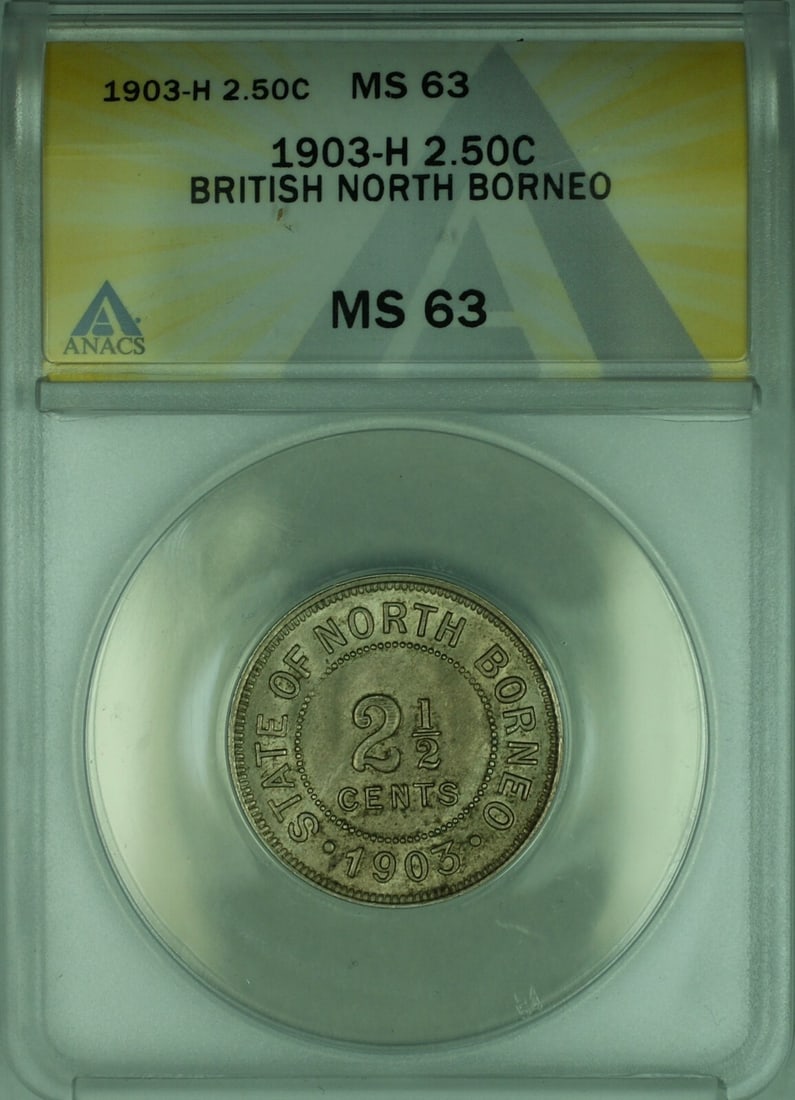 1903-H 2.50C MS 63
1903-H 2.50C
BRITISH NORTH BORNEO
MS 63
ANACS
STATE OF NORTH BORNEO
2½
CENTS
· 1903 ·